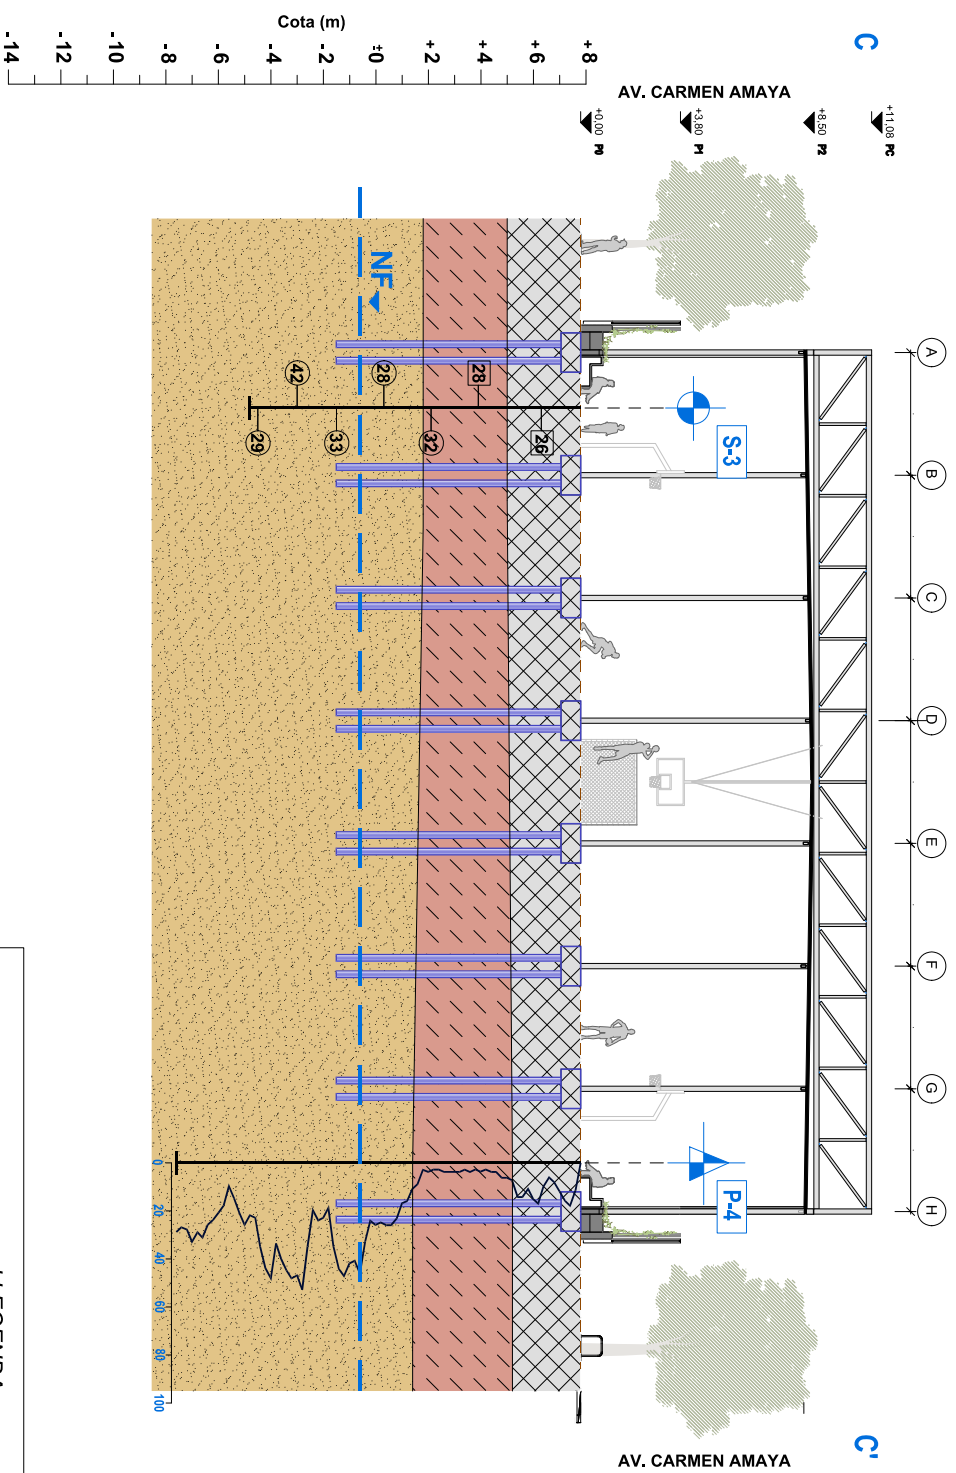 C
AV. CARMEN AMAYA
Cota (m)
-14
-12
-10
-8
-6
-4
-2
±0
+2
+4
+6
+8
+0,00 P0
+3,80 P1
+8,50 P2
+11,08 PC
A
B
C
D
E
F
G
H
NF
S-3
26
28
32
28
33
42
29
P-4
0
20
40
60
80
100
C'
AV. CARMEN AMAYA